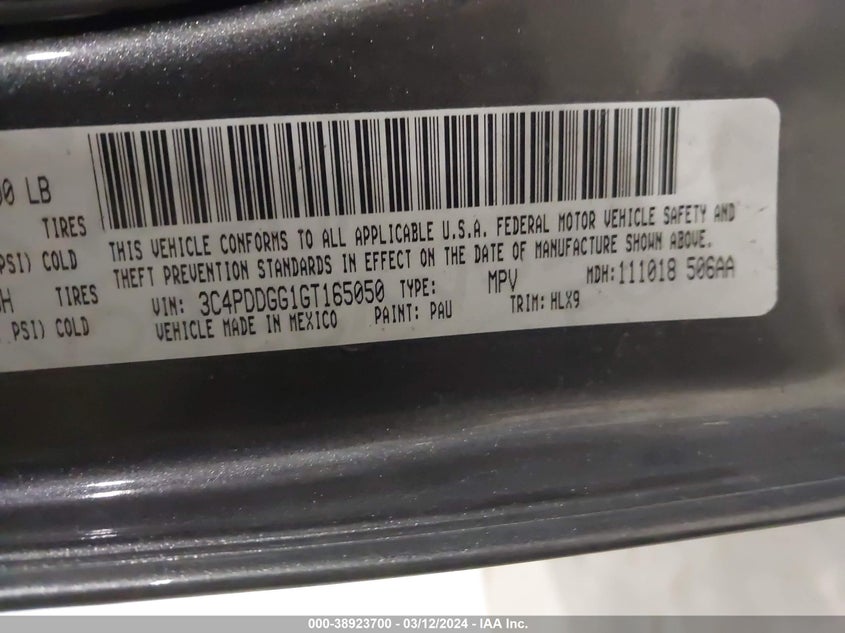 00 LB
TIRES
PSI) COLD
TIRES
PSI) COLD
THIS VEHICLE CONFORMS TO ALL APPLICABLE U.S.A. FEDERAL MOTOR VEHICLE SAFETY AND
THEFT PREVENTION STANDARDS IN EFFECT ON THE DATE OF MANUFACTURE SHOWN ABOVE.
VIN: 3C4PDDGG1GT165050 TYPE: MPV MDH: 111018 506AA
VEHICLE MADE IN MEXICO PAINT: PAU TRIM: HLX9
000-38923700 - 03/12/2024 - IAA Inc.